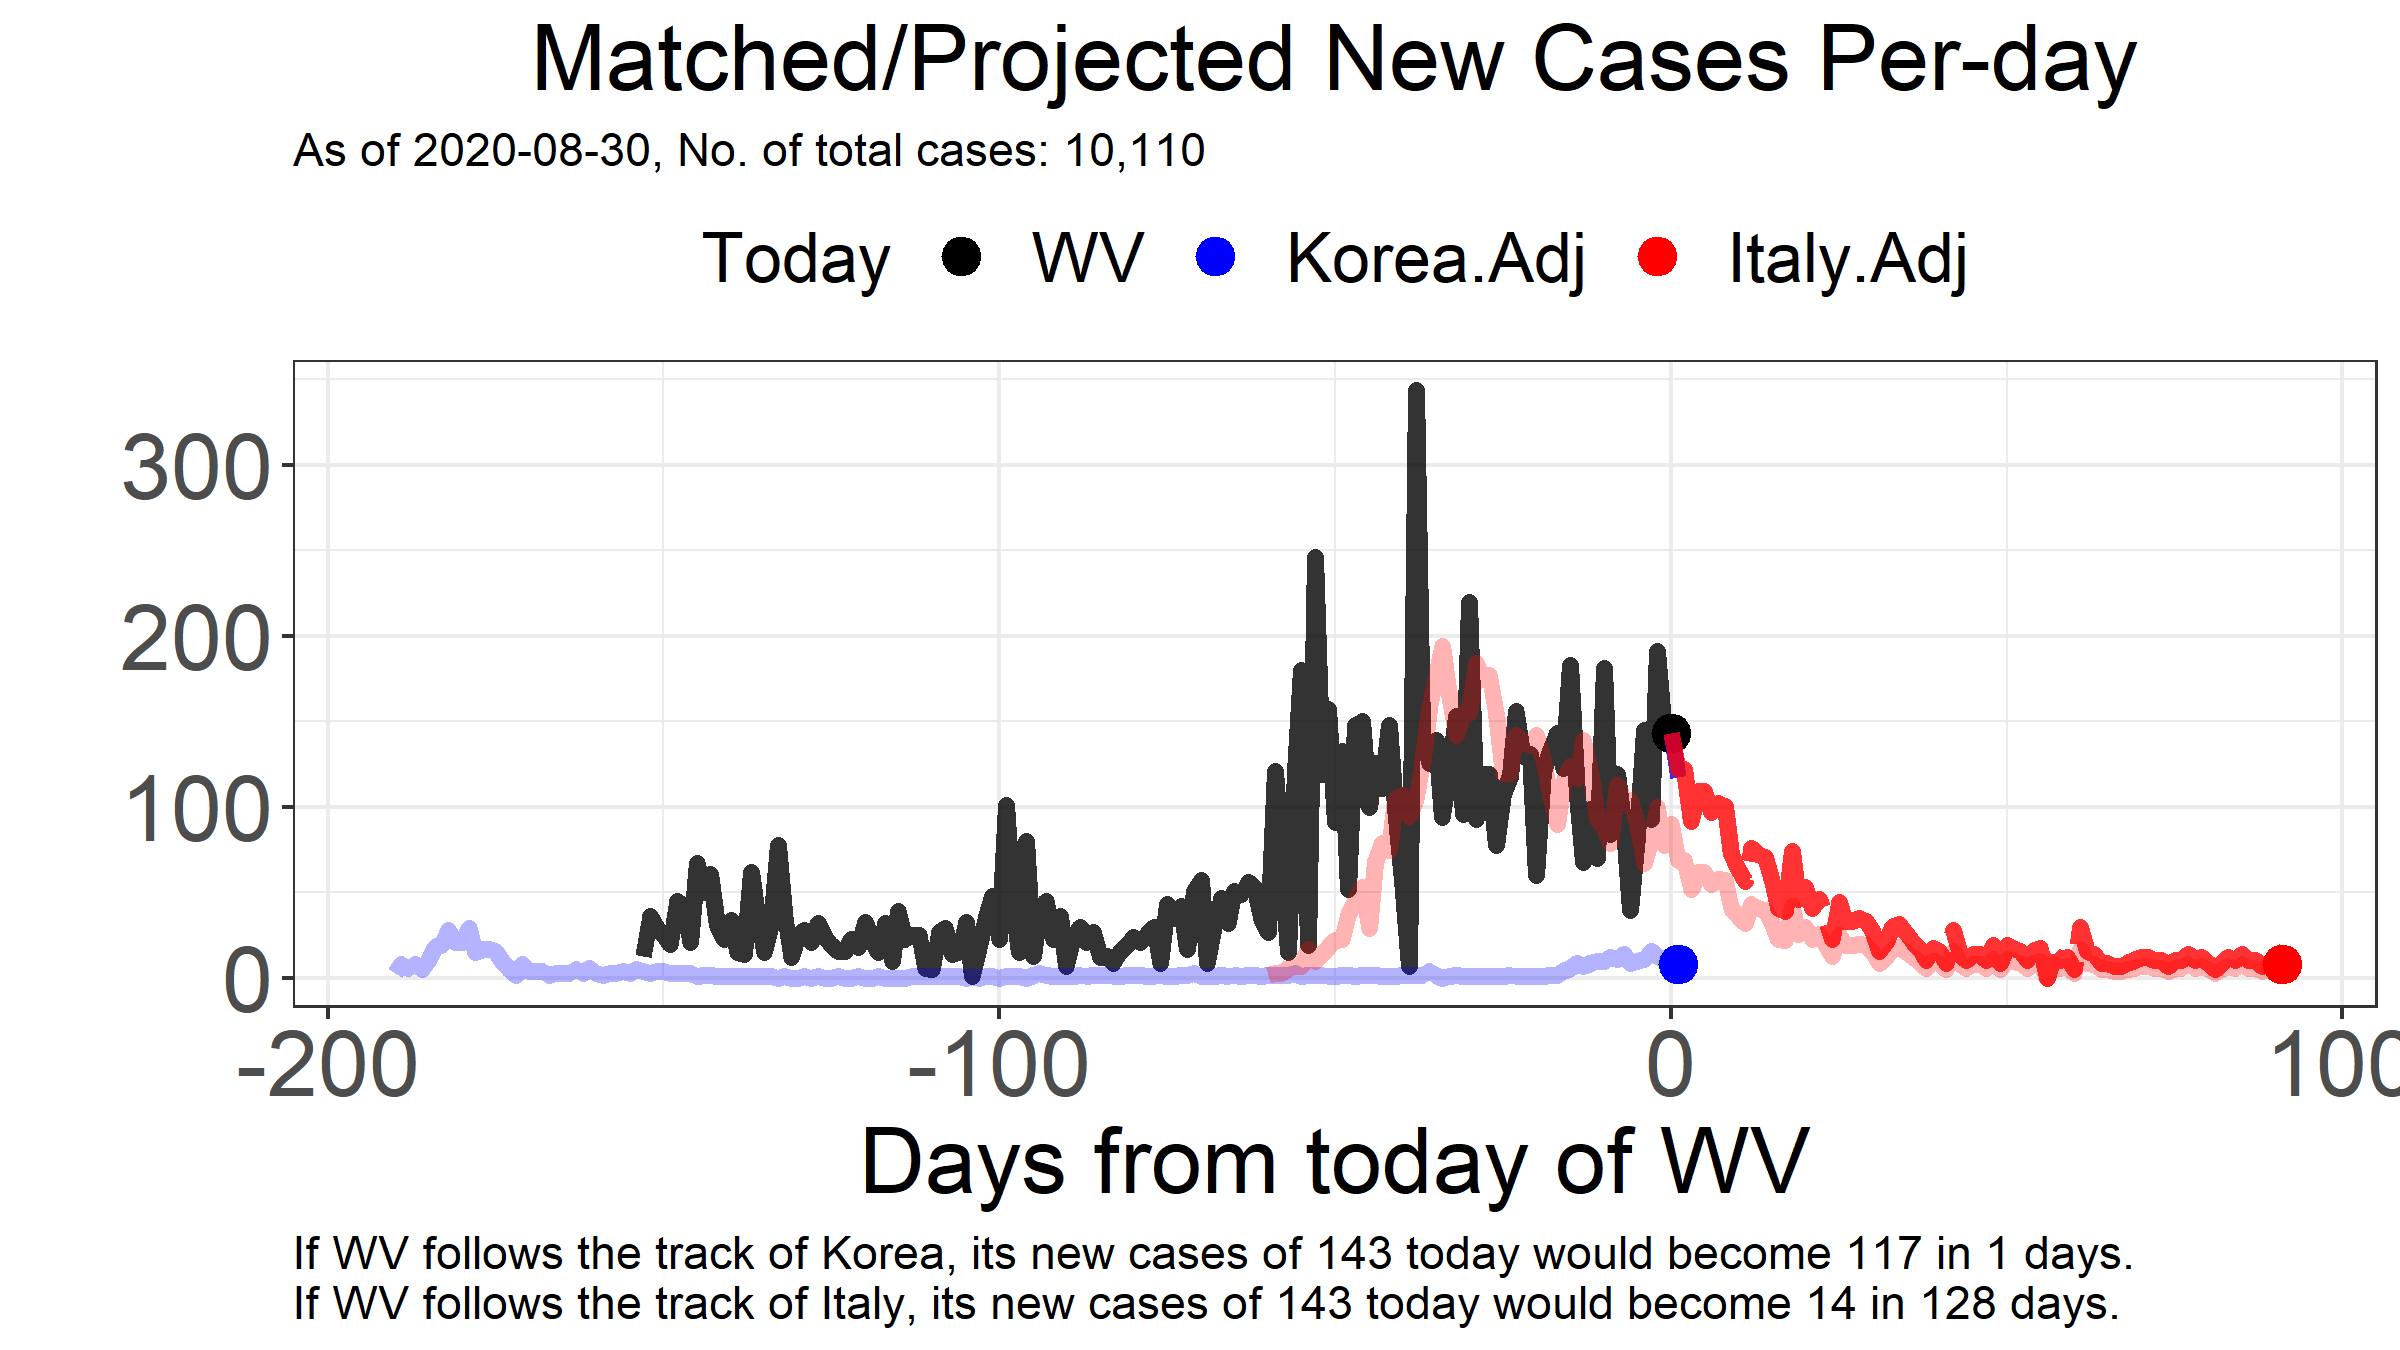 Matched/Projected New Cases Per-day
As of 2020-08-30, No. of total cases: 10,110
Today WV Korea.Adj Italy.Adj
300
200
100
0
-200 -100 0 100
Days from today of WV
If WV follows the track of Korea, its new cases of 143 today would become 117 in 1 days.
If WV follows the track of Italy, its new cases of 143 today would become 14 in 128 days.